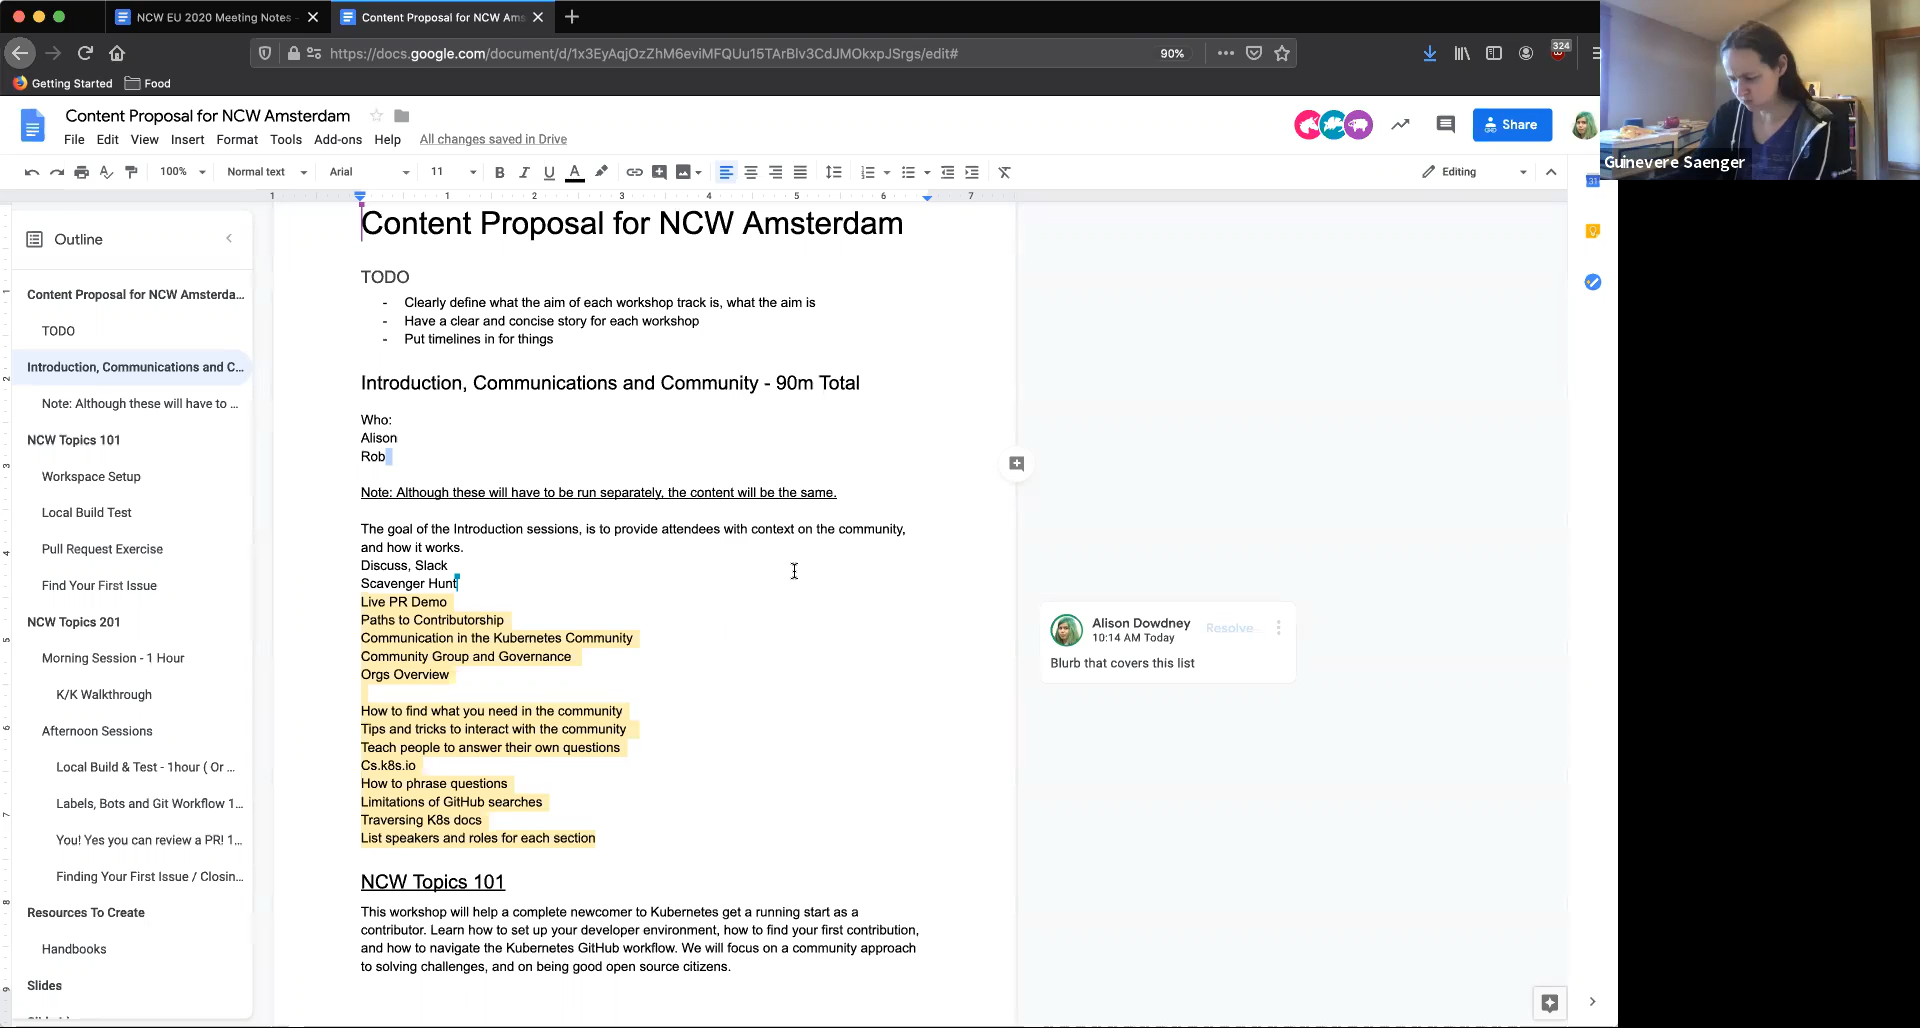 NCW EU 2020 Meeting Notes -
Content Proposal for NCW Ams
https://docs.google.com/document/d/1x3EyAqjOzZhM6eviMFQUu15TArBlv3CdJMOkxpJSrgs/edit#
90%
324
Getting Started
Food
Content Proposal for NCW Amsterdam
File Edit View Insert Format Tools Add-ons Help All changes saved in Drive
Share
100% Normal text Arial 11 B I U A
Editing
Guinevere Saenger
31
1 1 2 3 4 5 6 7
Outline
Content Proposal for NCW Amsterda...
TODO
Introduction, Communications and C...
Note: Although these will have to ...
NCW Topics 101
Workspace Setup
Local Build Test
Pull Request Exercise
Find Your First Issue
NCW Topics 201
Morning Session - 1 Hour
K/K Walkthrough
Afternoon Sessions
Local Build & Test - 1hour ( Or ...
Labels, Bots and Git Workflow 1...
You! Yes you can review a PR! 1...
Finding Your First Issue / Closin...
Resources To Create
Handbooks
Slides
Content Proposal for NCW Amsterdam
TODO
- Clearly define what the aim of each workshop track is, what the aim is
- Have a clear and concise story for each workshop
- Put timelines in for things
Introduction, Communications and Community - 90m Total
Who:
Alison
Rob
Note: Although these will have to be run separately, the content will be the same.
The goal of the Introduction sessions, is to provide attendees with context on the community,
and how it works.
Discuss, Slack
Scavenger Hunt
Live PR Demo
Paths to Contributorship
Communication in the Kubernetes Community
Community Group and Governance
Orgs Overview
How to find what you need in the community
Tips and tricks to interact with the community
Teach people to answer their own questions
Cs.k8s.io
How to phrase questions
Limitations of GitHub searches
Traversing K8s docs
List speakers and roles for each section
NCW Topics 101
This workshop will help a complete newcomer to Kubernetes get a running start as a
contributor. Learn how to set up your developer environment, how to find your first contribution,
and how to navigate the Kubernetes GitHub workflow. We will focus on a community approach
to solving challenges, and on being good open source citizens.
Alison Dowdney
10:14 AM Today
Resolve
Blurb that covers this list